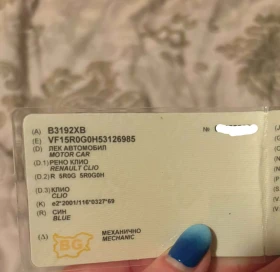 (A) B3192XB
№
(E) VF15R0G0H53126985
(D) ЛЕК АВТОМОБИЛ
MOTOR CAR
(D.1) РЕНО КЛИО
RENAULT CLIO
(D.2) R 5R0G 5R0G0H
(D.3) КЛИО
CLIO
(K) e2*2001/116*0327*69
(R) СИН
BLUE
(Δ) МЕХАНИЧНО
MECHANIC
BG